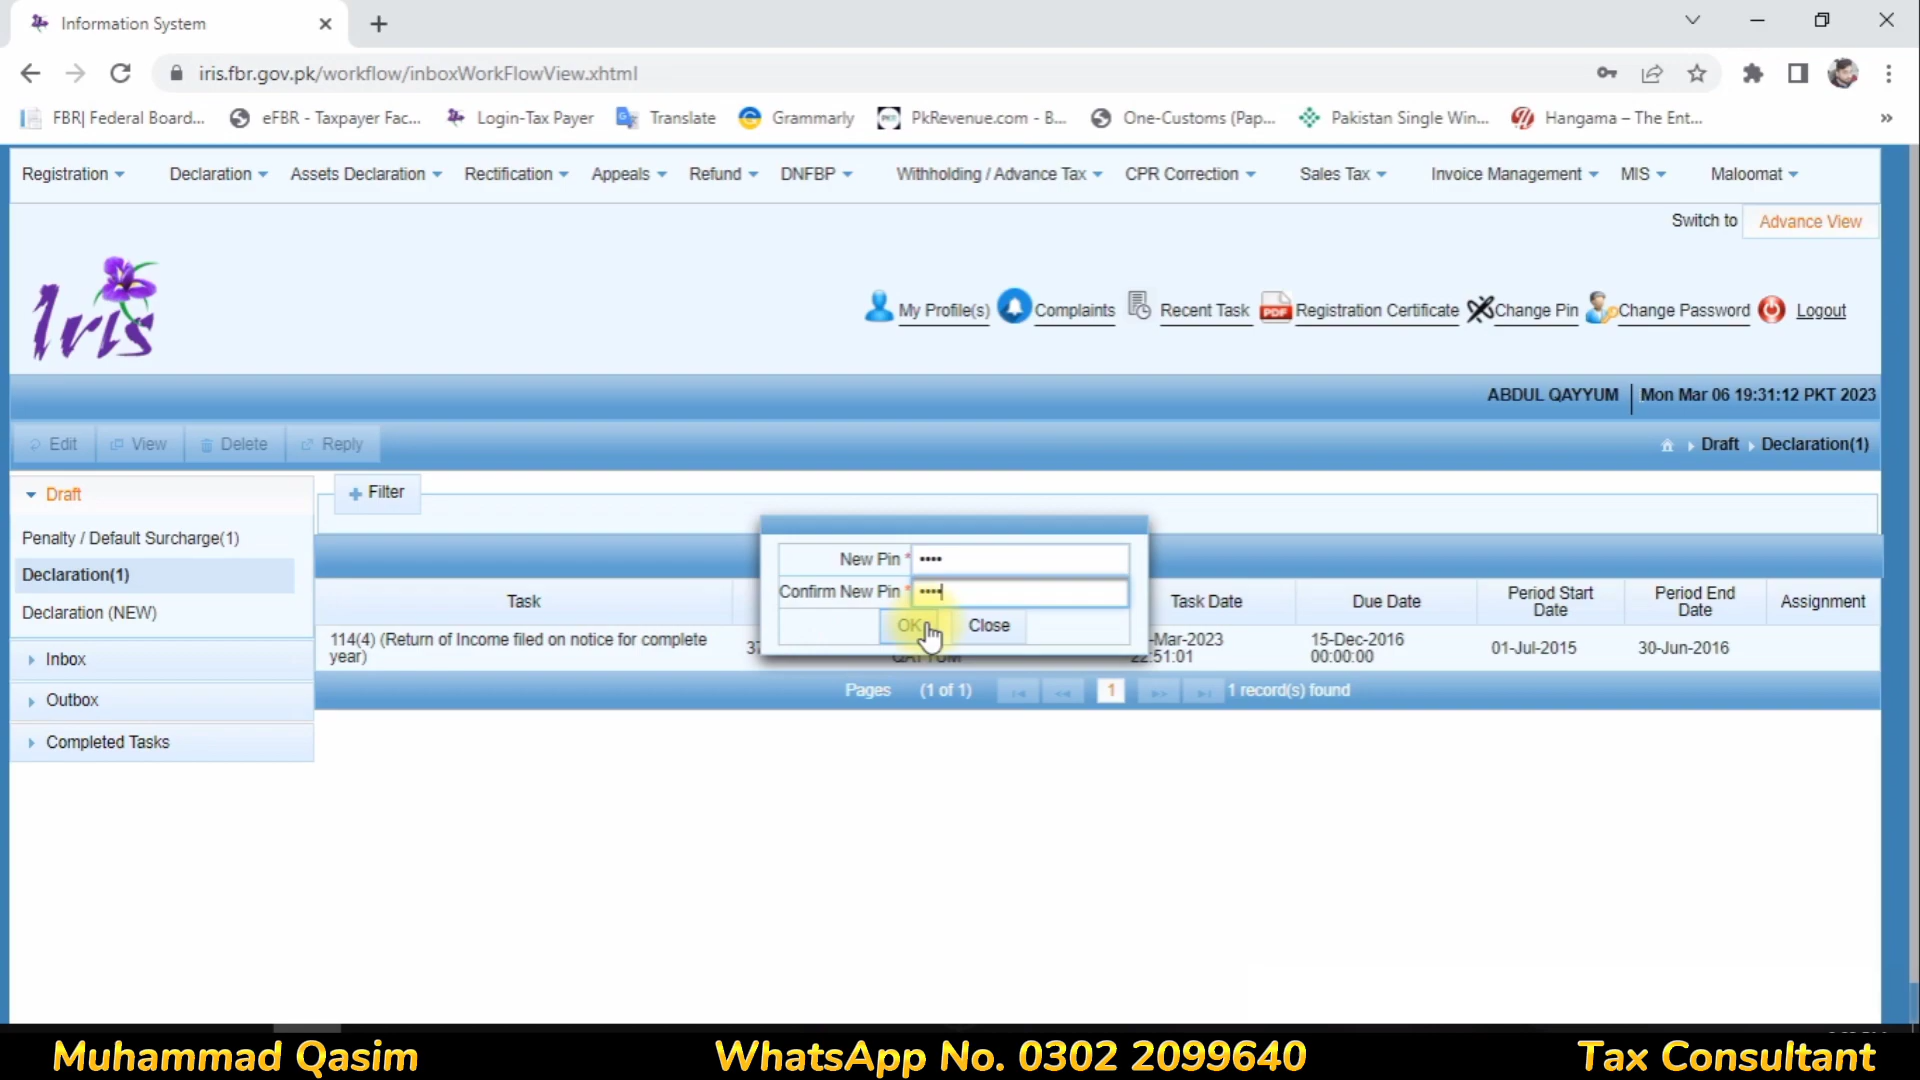 Information System
iris.fbr.gov.pk/workflow/inboxWorkFlowView.xhtml
FBR| Federal Board... eFBR - Taxpayer Fac... Login-Tax Payer Translate Grammarly PkRevenue.com - B... One-Customs (Pap... Pakistan Single Win... Hangama – The Ent... »
Registration Declaration Assets Declaration Rectification Appeals Refund DNFBP Withholding / Advance Tax CPR Correction Sales Tax Invoice Management MIS Maloomat
Switch to Advance View
Iris
My Profile(s) Complaints Recent Task PDF Registration Certificate Change Pin Change Password Logout
ABDUL QAYYUM Mon Mar 06 19:31:12 PKT 2023
Edit View Delete Reply Draft Declaration(1)
Draft
Filter
Penalty / Default Surcharge(1)
Declaration(1)
Declaration (NEW)
Inbox
Outbox
Completed Tasks
New Pin * ••••
Confirm New Pin * ••••
OK Close
Task Task Date Due Date Period Start Date Period End Date Assignment
114(4) (Return of Income filed on notice for complete year) QAYYUM -Mar-2023 22:51:01 15-Dec-2016 00:00:00 01-Jul-2015 30-Jun-2016
Pages (1 of 1) 1 1 record(s) found
Muhammad Qasim WhatsApp No. 0302 2099640 Tax Consultant